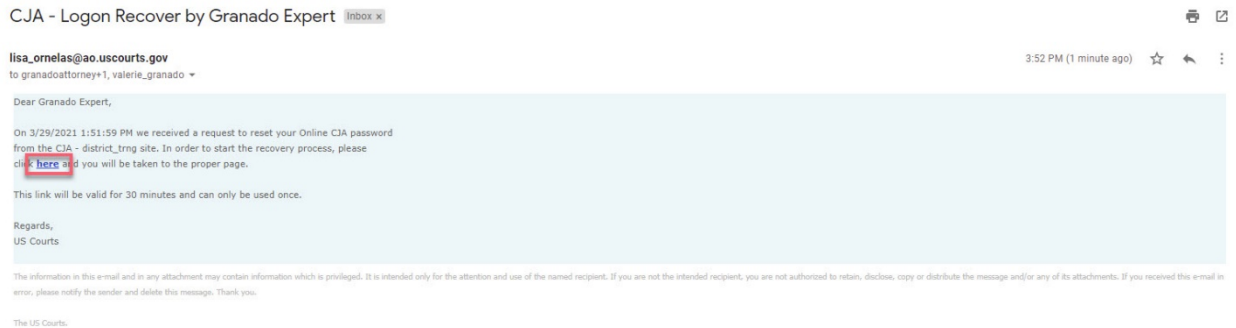 CJA - Logon Recover by Granado Expert Inbox x
lisa_ornelas@ao.uscourts.gov
3:52 PM (1 minute ago)
to granadoattorney+1, valerie_granado
Dear Granado Expert,
On 3/29/2021 1:51:59 PM we received a request to reset your Online CJA password
from the CJA - district_trng site. In order to start the recovery process, please
click here and you will be taken to the proper page.
This link will be valid for 30 minutes and can only be used once.
Regards,
US Courts
The information in this e-mail and in any attachment may contain information which is privileged. It is intended only for the attention and use of the named recipient. If you are not the intended recipient, you are not authorized to retain, disclose, copy or distribute the message and/or any of its attachments. If you received this e-mail in
error, please notify the sender and delete this message. Thank you.
The US Courts.